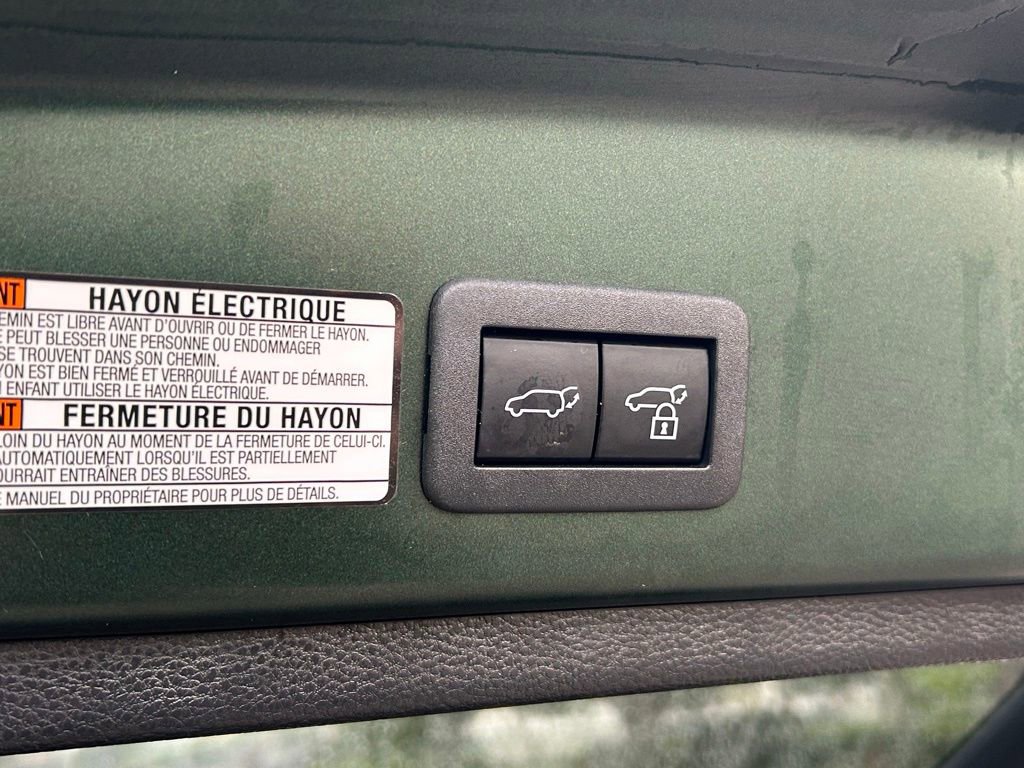 NT HAYON ÉLECTRIQUE
EMIN EST LIBRE AVANT D'OUVRIR OU DE FERMER LE HAYON.
E PEUT BLESSER UNE PERSONNE OU ENDOMMAGER
SE TROUVENT DANS SON CHEMIN.
YON EST BIEN FERMÉ ET VERROUILLÉ AVANT DE DÉMARRER.
N ENFANT UTILISER LE HAYON ÉLECTRIQUE.
NT FERMETURE DU HAYON
LOIN DU HAYON AU MOMENT DE LA FERMETURE DE CELUI-CI.
AUTOMATIQUEMENT LORSQU'IL EST PARTIELLEMENT
OURRAIT ENTRAÎNER DES BLESSURES.
E MANUEL DU PROPRIÉTAIRE POUR PLUS DE DÉTAILS.